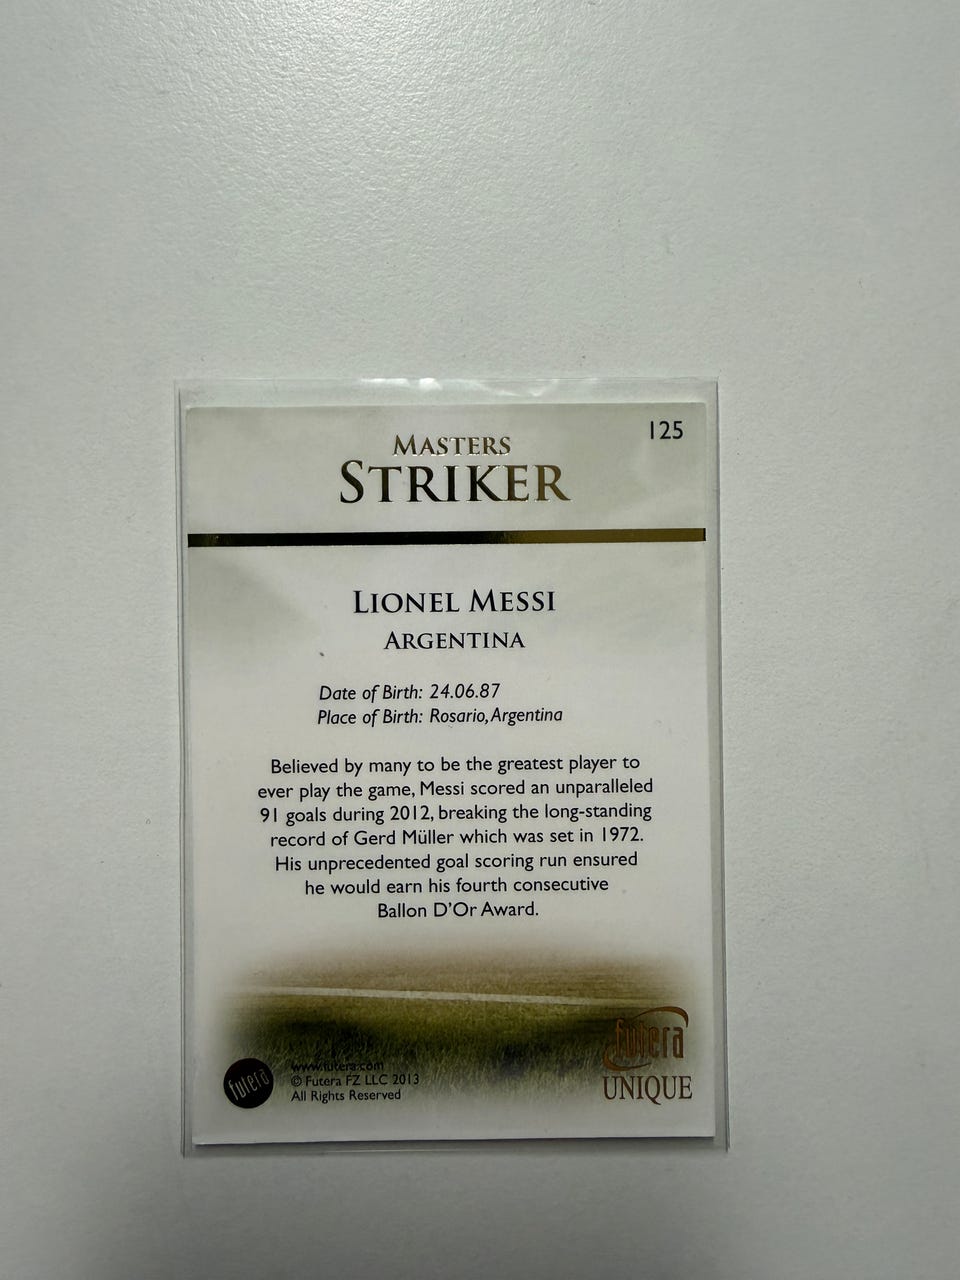 125
MASTERS
STRIKER
LIONEL MESSI
ARGENTINA
Date of Birth: 24.06.87
Place of Birth: Rosario, Argentina
Believed by many to be the greatest player to
ever play the game, Messi scored an unparalleled
91 goals during 2012, breaking the long-standing
record of Gerd Müller which was set in 1972.
His unprecedented goal scoring run ensured
he would earn his fourth consecutive
Ballon D'Or Award.
futera
UNIQUE
futera
www.futera.com
© Futera FZ LLC 2013
All Rights Reserved